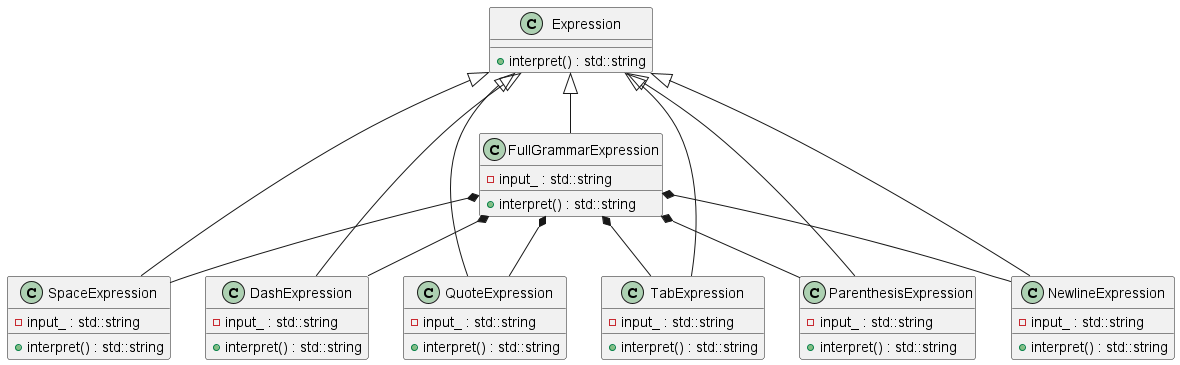 C Expression
interpret() : std::string
C FullGrammarExpression
input_ : std::string
interpret() : std::string
C SpaceExpression
input_ : std::string
interpret() : std::string
C DashExpression
input_ : std::string
interpret() : std::string
C QuoteExpression
input_ : std::string
interpret() : std::string
C TabExpression
input_ : std::string
interpret() : std::string
C ParenthesisExpression
input_ : std::string
interpret() : std::string
C NewlineExpression
input_ : std::string
interpret() : std::string